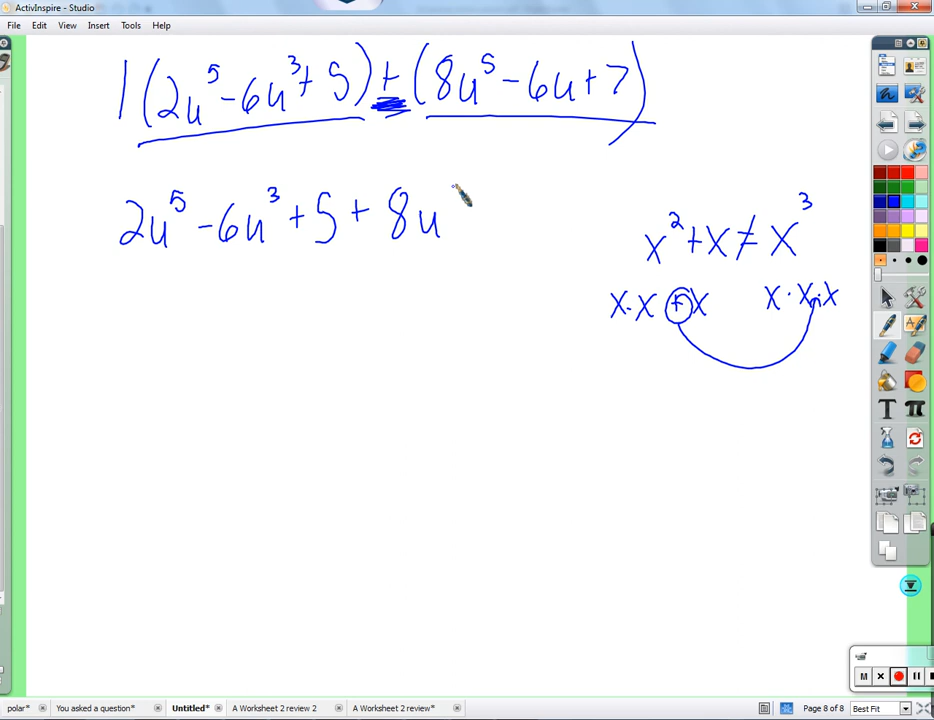 ActivInspire - Studio
File Edit View Insert Tools Help
1(2u⁵-6u³+5)+(8u⁵-6u+7)
2u⁵-6u³+5+8u
x²+x≠x³
x·x+x x·x·x
T π
M
polar* You asked a question* Untitled* A Worksheet 2 review 2 A Worksheet 2 review* Page 8 of 8 Best Fit